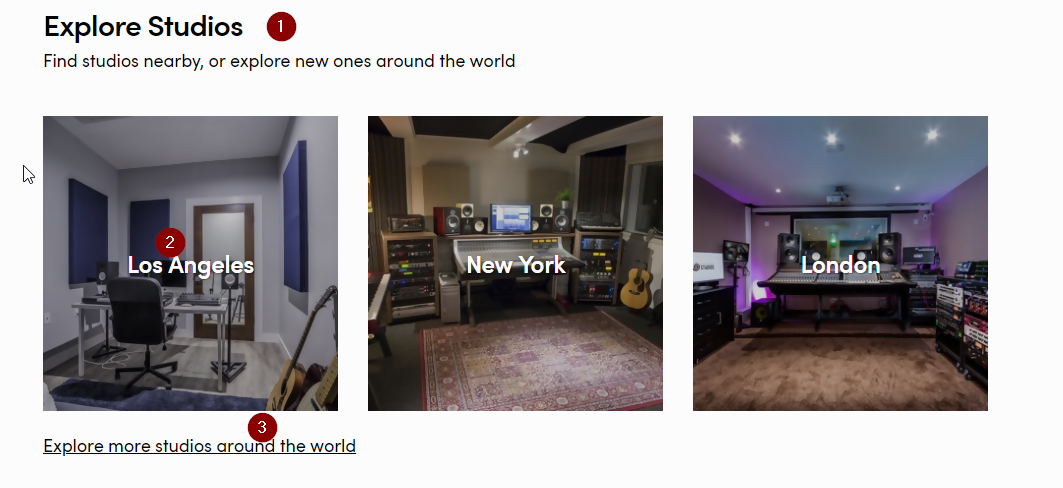 Explore Studios 1
Find studios nearby, or explore new ones around the world
2
Los Angeles
New York
London
3
Explore more studios around the world